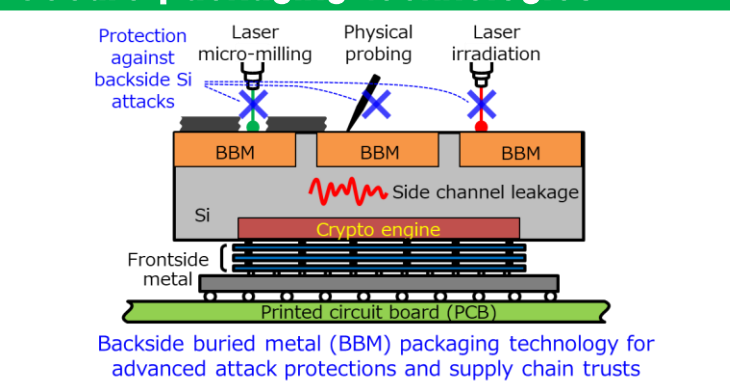 Protection
against
backside Si
attacks
Laser
micro-milling
Physical
probing
Laser
irradiation
BBM
BBM
BBM
Side channel leakage
Si
Crypto engine
Frontside
metal
Printed circuit board (PCB)
Backside buried metal (BBM) packaging technology for
advanced attack protections and supply chain trusts